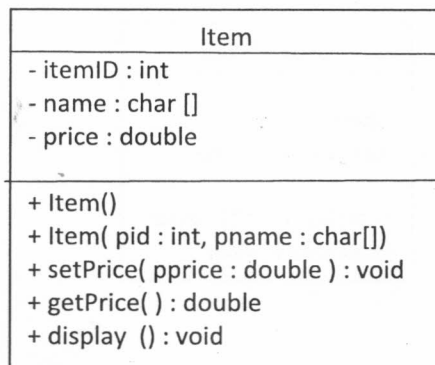 Item
- itemID : int
- name : char []
- price : double
+ Item()
+ Item( pid : int, pname : char[])
+ setPrice( pprice : double ) : void
+ getPrice( ) : double
+ display () : void